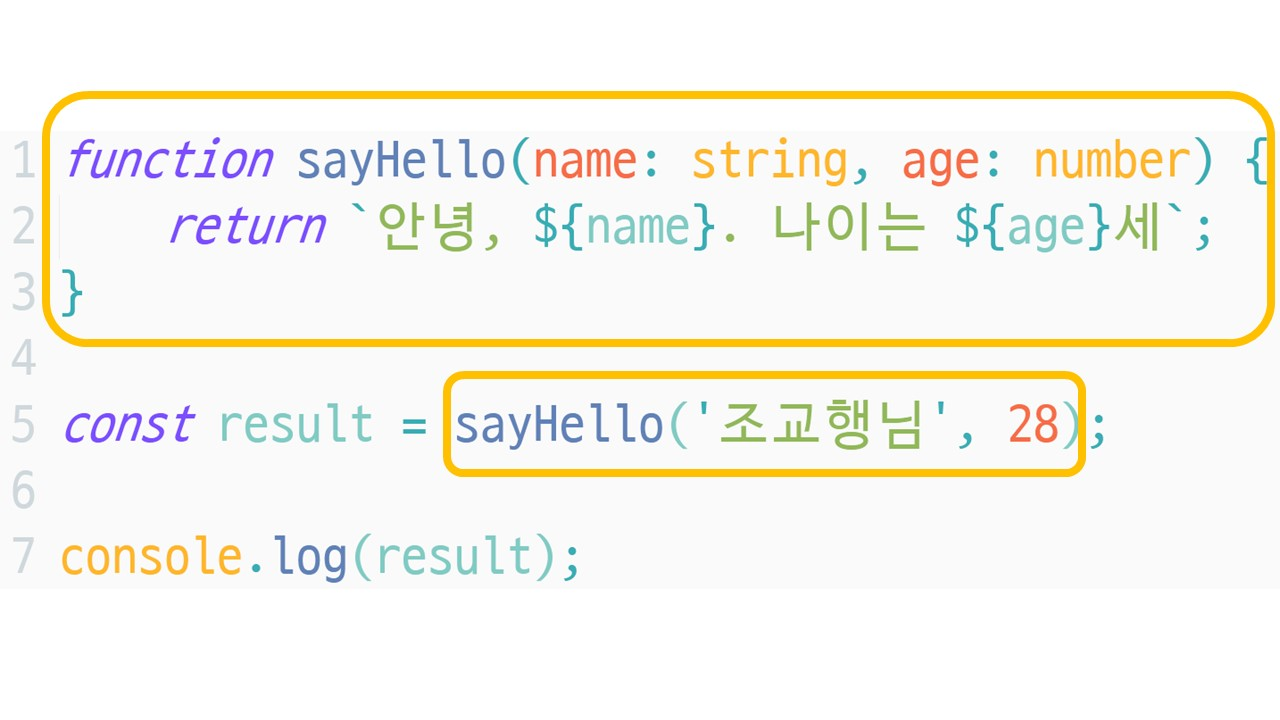 1 function sayHello(name: string, age: number) {
2     return `안녕, ${name}. 나이는 ${age}세`;
3 }
4
5 const result = sayHello('조교행님', 28);
6
7 console.log(result);